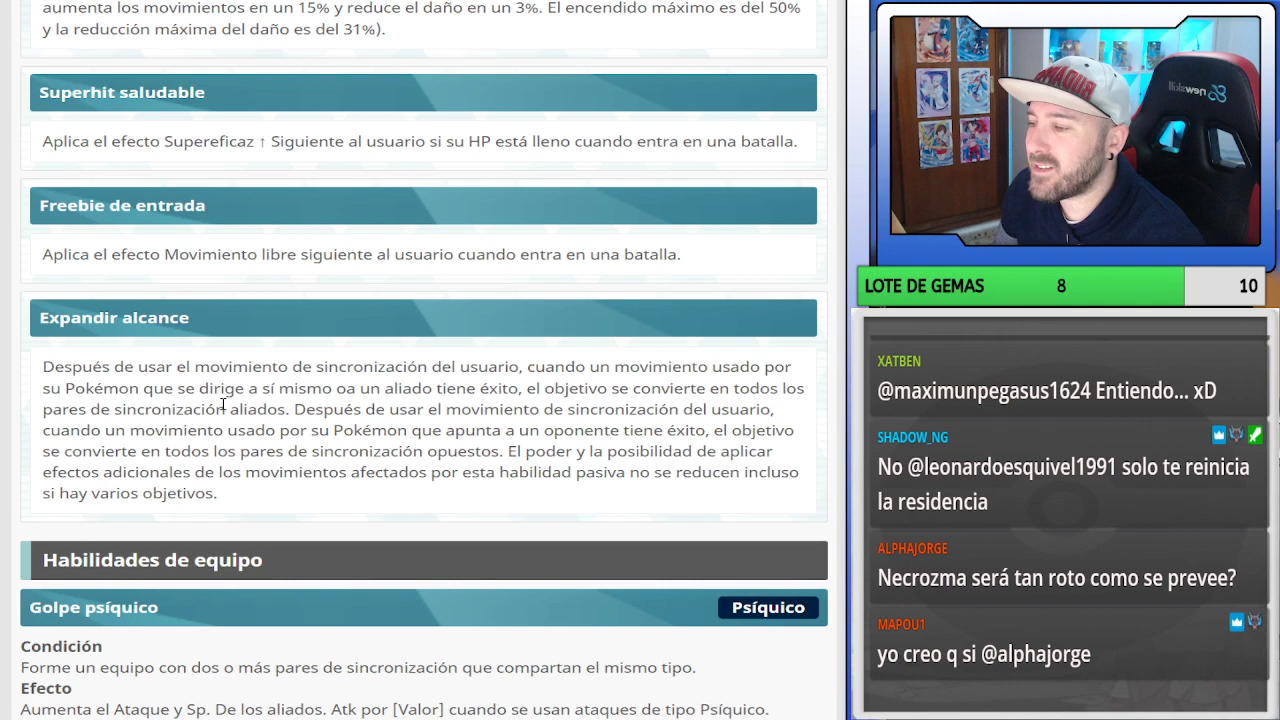 aumenta los movimientos en un 15% y reduce el daño en un 3%. El encendido máximo es del 50%
y la reducción máxima del daño es del 31%).
Superhit saludable
Aplica el efecto Supereficaz ↑ Siguiente al usuario si su HP está lleno cuando entra en una batalla.
Freebie de entrada
Aplica el efecto Movimiento libre siguiente al usuario cuando entra en una batalla.
Expandir alcance
Después de usar el movimiento de sincronización del usuario, cuando un movimiento usado por
su Pokémon que se dirige a sí mismo oa un aliado tiene éxito, el objetivo se convierte en todos los
pares de sincronización aliados. Después de usar el movimiento de sincronización del usuario,
cuando un movimiento usado por su Pokémon que apunta a un oponente tiene éxito, el objetivo
se convierte en todos los pares de sincronización opuestos. El poder y la posibilidad de aplicar
efectos adicionales de los movimientos afectados por esta habilidad pasiva no se reducen incluso
si hay varios objetivos.
Habilidades de equipo
Golpe psíquico
Psíquico
Condición
Forme un equipo con dos o más pares de sincronización que compartan el mismo tipo.
Efecto
Aumenta el Ataque y Sp. De los aliados. Atk por [Valor] cuando se usan ataques de tipo Psíquico.
newskill
LOTE DE GEMAS 8 10
XATBEN
@maximunpegasus1624 Entiendo... xD
SHADOW_NG
No @leonardoesquivel1991 solo te reinicia
la residencia
ALPHAJORGE
Necrozma será tan roto como se prevee?
MAPOU1
yo creo q si @alphajorge